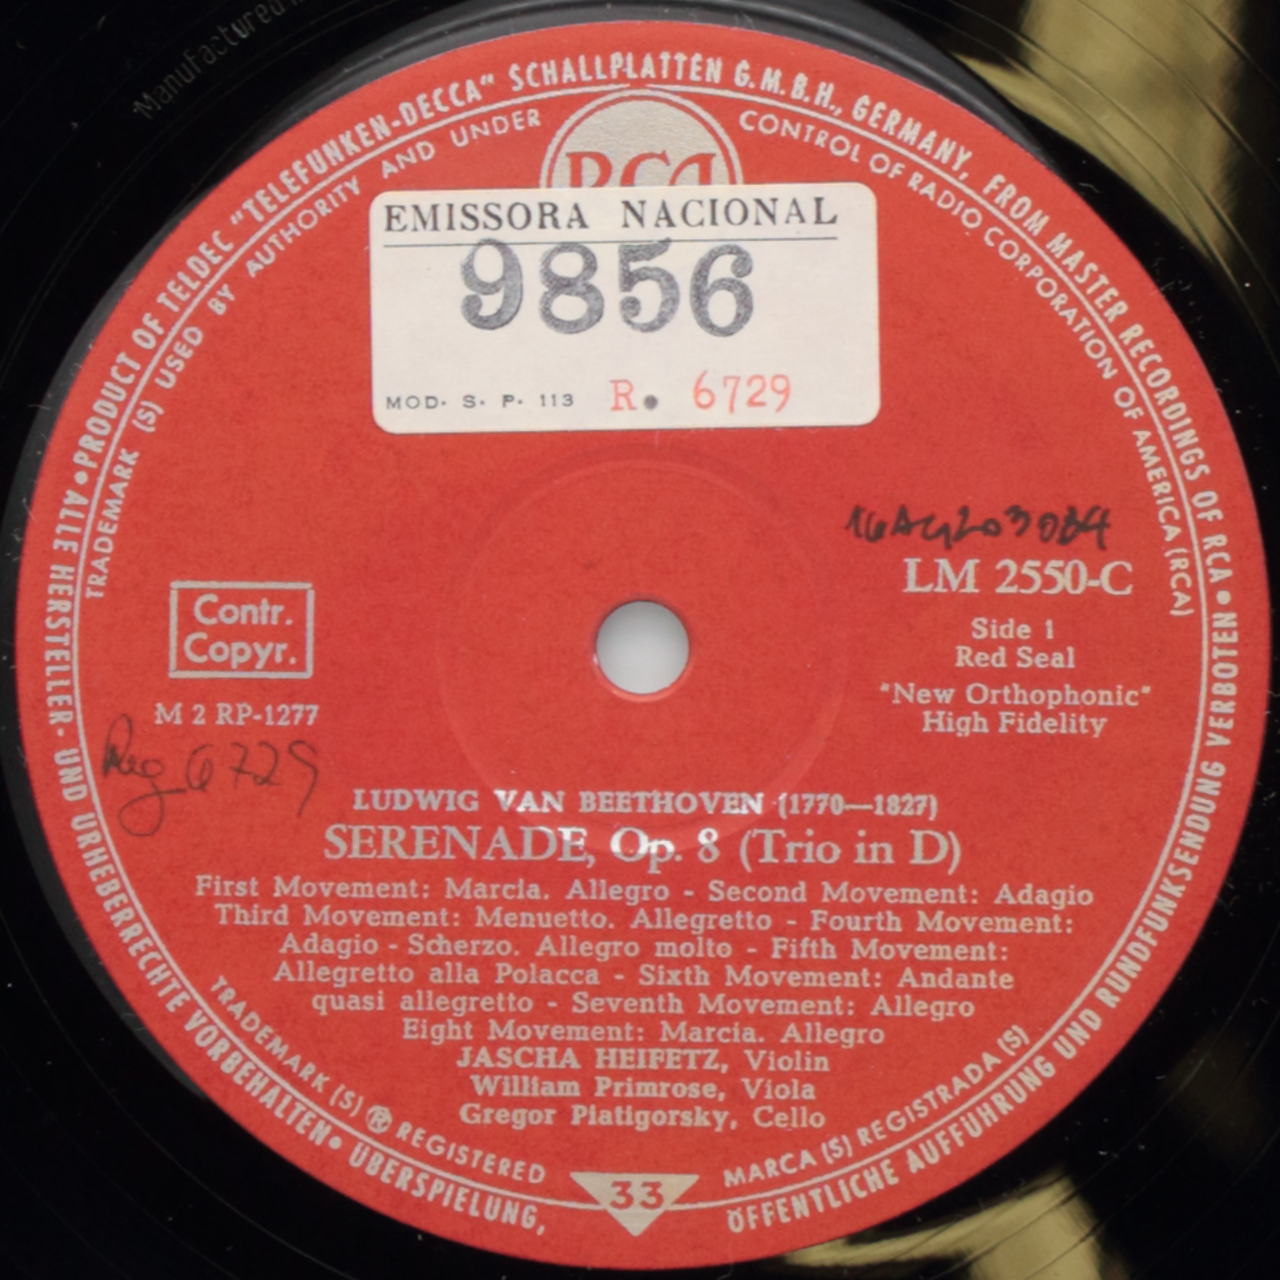 Manufactured
• PRODUCT OF TELDEC "TELEFUNKEN-DECCA" SCHALLPLATTEN G.M.B.H., GERMANY, FROM MASTER RECORDINGS OF RCA •
TRADEMARK (S) USED BY AUTHORITY AND UNDER CONTROL OF RADIO CORPORATION OF AMERICA (RCA)
RCA
EMISSORA NACIONAL
9856
MOD. S. P. 113 R. 6729
LM 2550-C
Contr.
Copyr.
Side 1
Red Seal
"New Orthophonic"
High Fidelity
M 2 RP-1277
Reg 6729
LUDWIG VAN BEETHOVEN (1770—1827)
SERENADE, Op. 8 (Trio in D)
First Movement: Marcia. Allegro - Second Movement: Adagio
Third Movement: Menuetto. Allegretto - Fourth Movement:
Adagio - Scherzo. Allegro molto - Fifth Movement:
Allegretto alla Polacca - Sixth Movement: Andante
quasi allegretto - Seventh Movement: Allegro
Eight Movement: Marcia. Allegro
JASCHA HEIFETZ, Violin
William Primrose, Viola
Gregor Piatigorsky, Cello
TRADEMARK (S) ® REGISTERED
MARCA (S) REGISTRADA (S)
33
ALLE HERSTELLER- UND URHEBERRECHTE VORBEHALTEN • ÜBERSPIELUNG, ÖFFENTLICHE AUFFÜHRUNG UND RUNDFUNKSENDUNG VERBOTEN